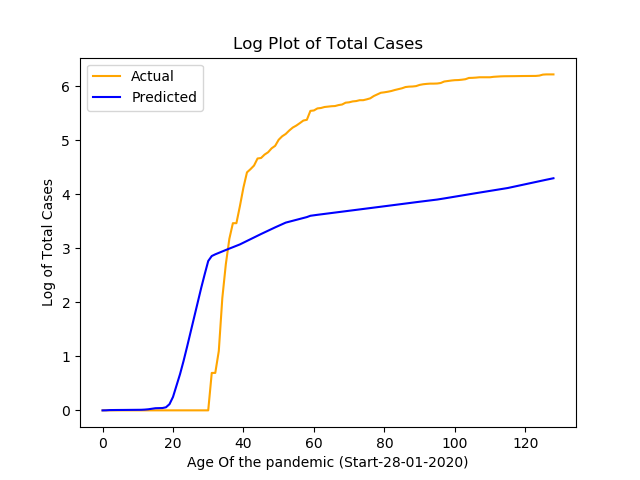 Log Plot of Total Cases
Actual
Predicted
Log of Total Cases
6
5
4
3
2
1
0
0 20 40 60 80 100 120
Age Of the pandemic (Start-28-01-2020)